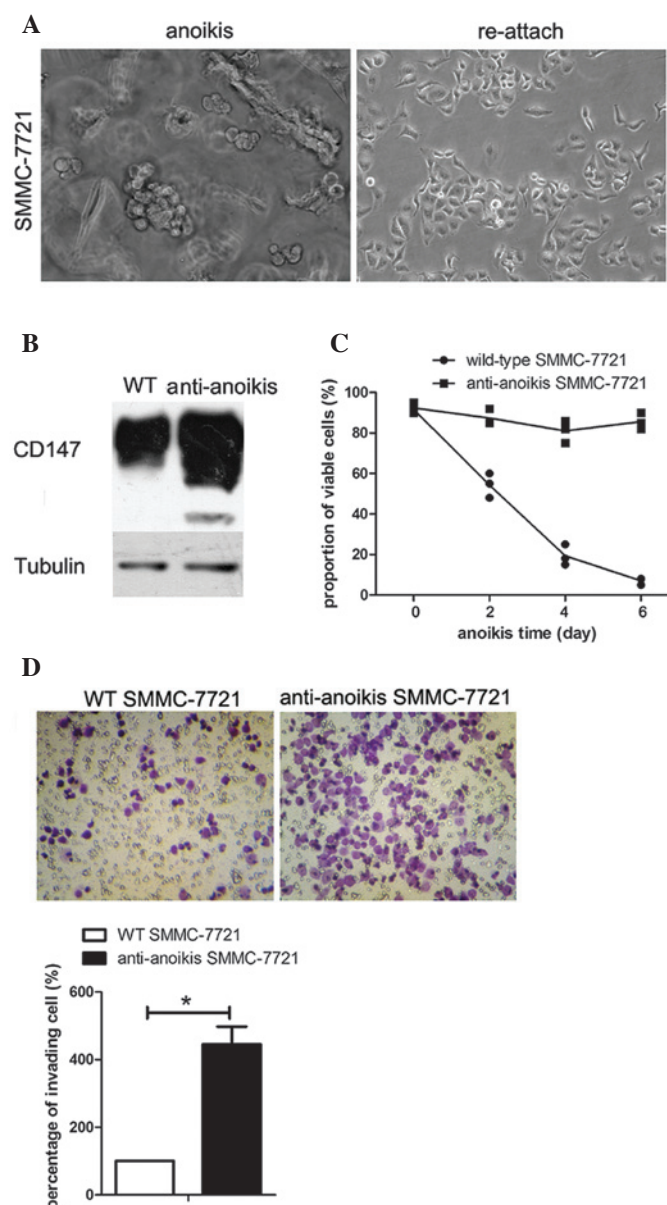 A
anoikis
re-attach
SMMC-7721
B
WT anti-anoikis
CD147
Tubulin
C
wild-type SMMC-7721
anti-anoikis SMMC-7721
proportion of viable cells (%)
100
80
60
40
20
0
0 2 4 6
anoikis time (day)
D
WT SMMC-7721
anti-anoikis SMMC-7721
WT SMMC-7721
anti-anoikis SMMC-7721
percentage of invading cell (%)
600
400
200
0
*